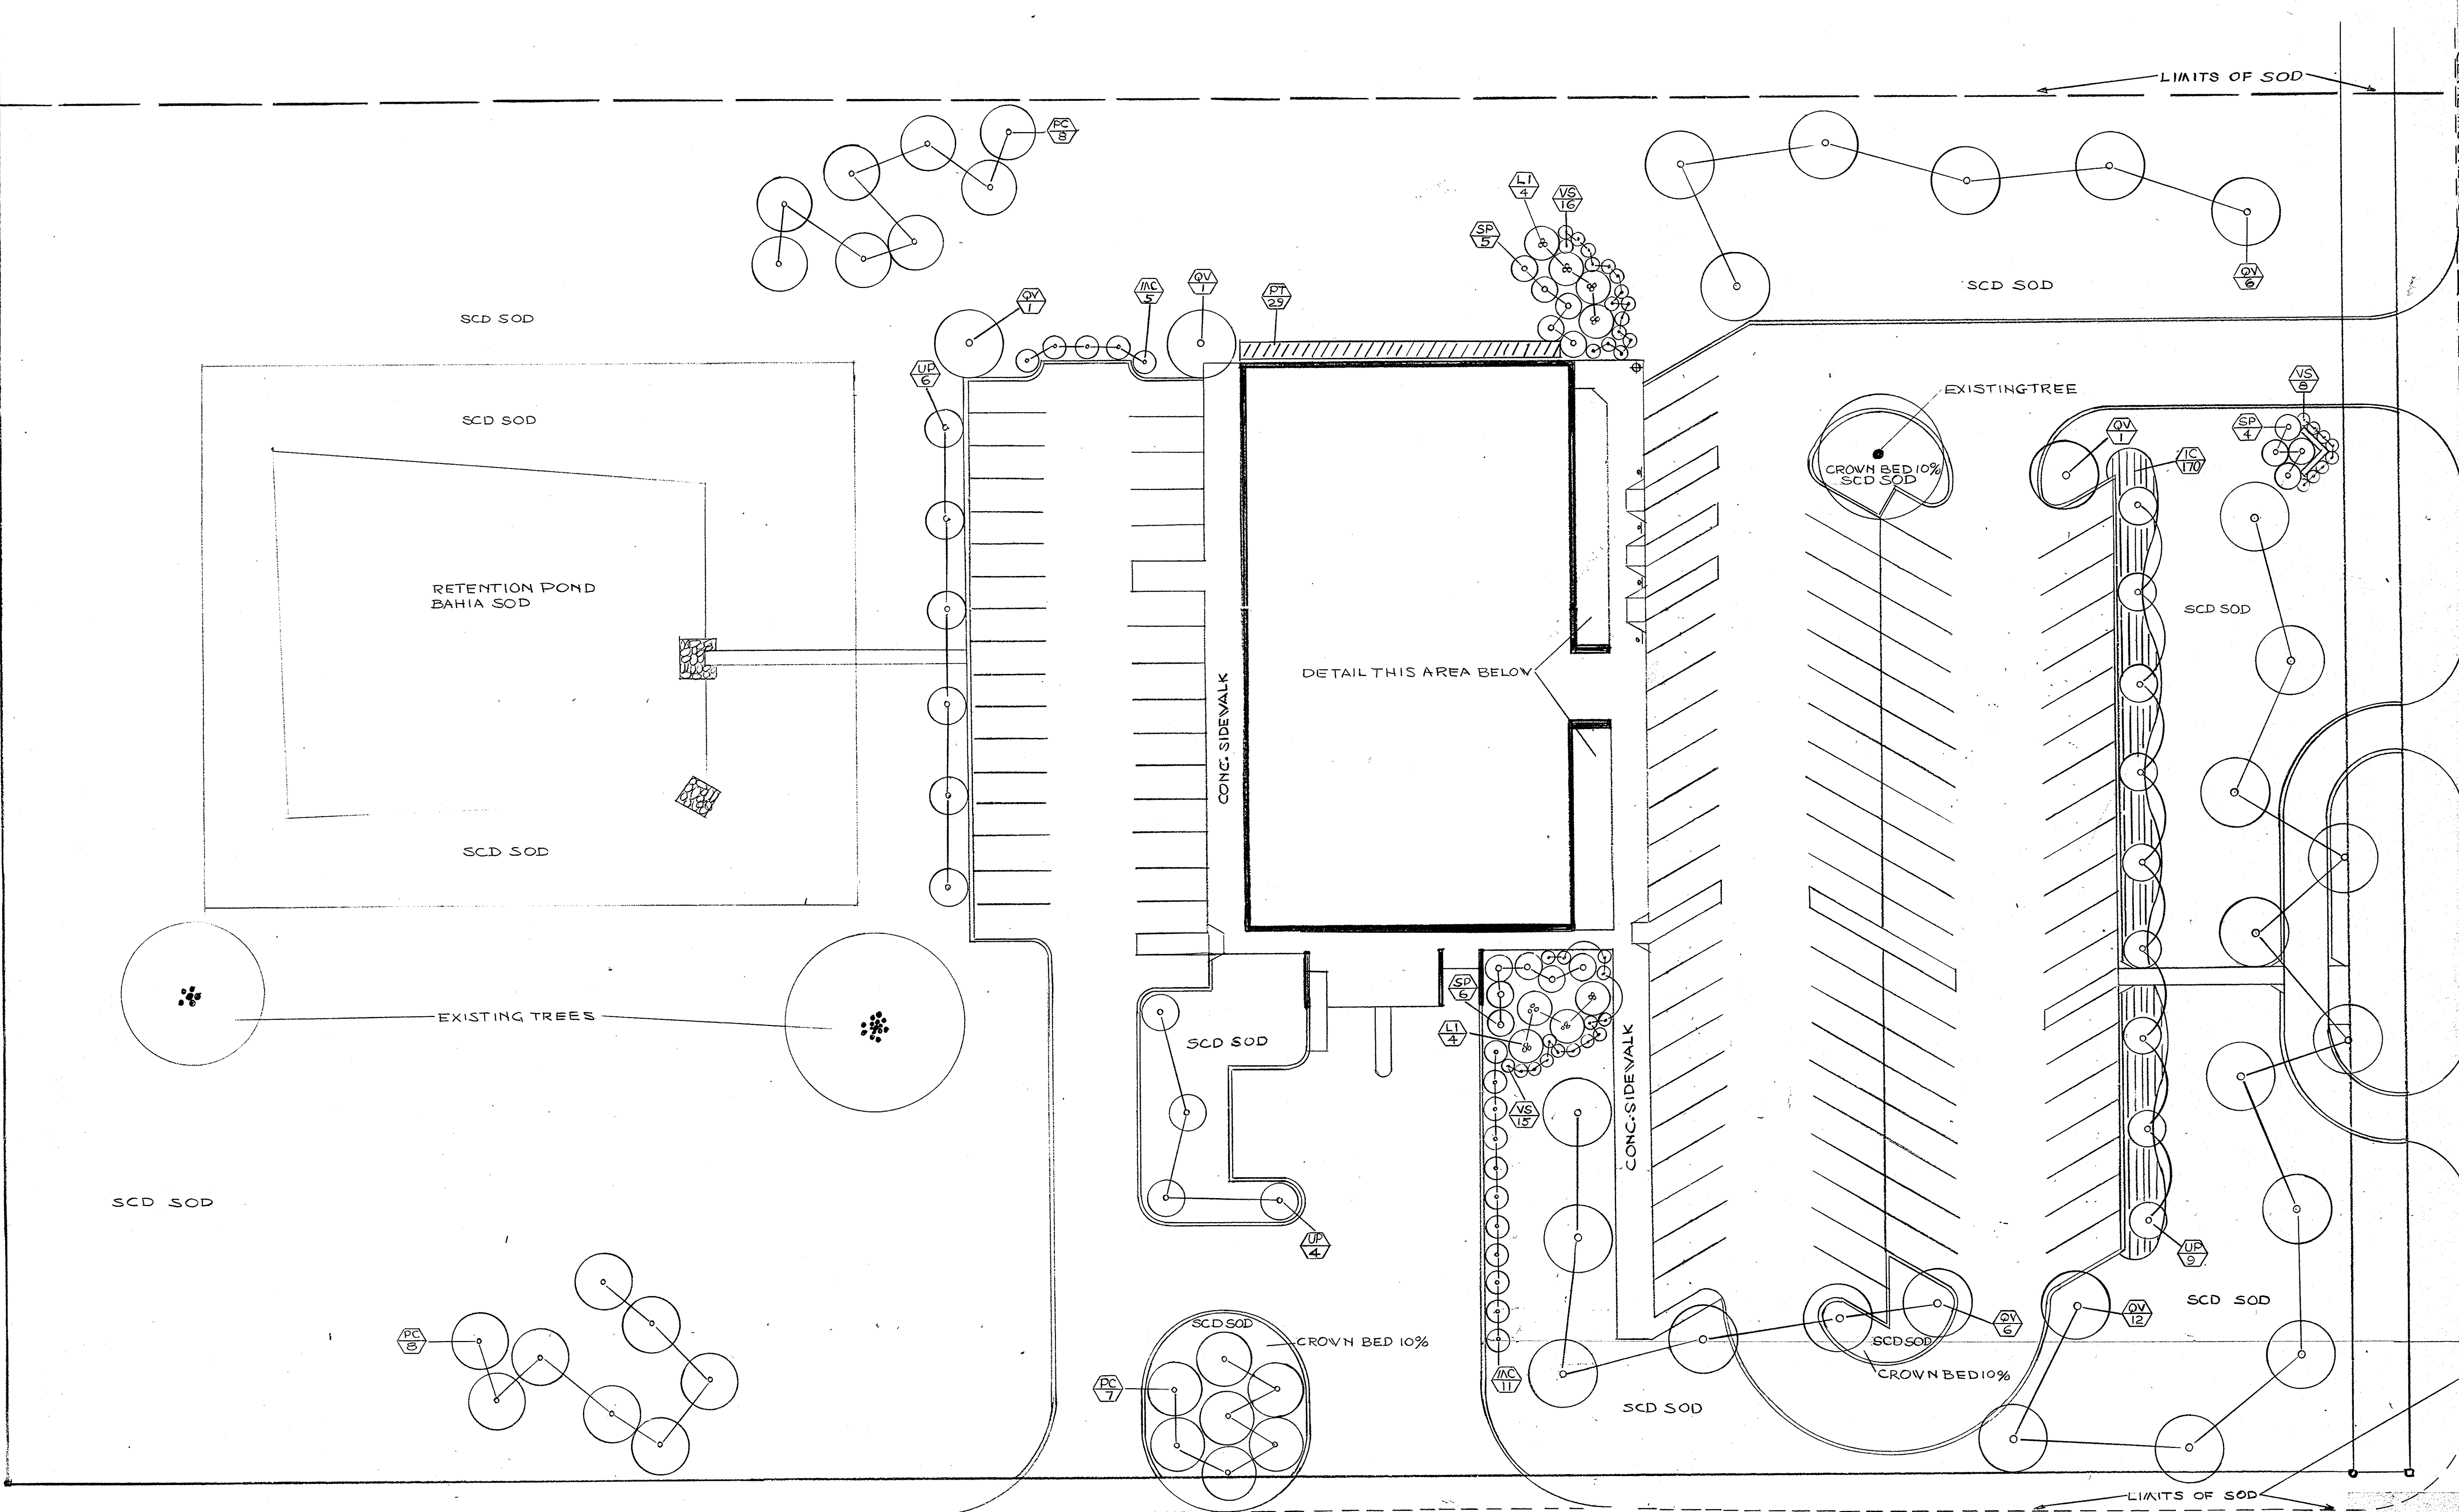 LIMITS OF SOD
PC
8
LI
4
VS
16
SP
5
QV
6
SCD SOD
QV
1
MC
5
QV
1
PT
29
SCD SOD
UP
6
SCD SOD
EXISTING TREE
CROWN BED 10%
SCD SOD
QV
1
IC
170
VS
8
SP
4
RETENTION POND
BAHIA SOD
SCD SOD
DETAIL THIS AREA BELOW
CONC. SIDEWALK
SCD SOD
EXISTING TREES
SCD SOD
SP
6
LI
4
VS
15
CONC. SIDEWALK
SCD SOD
UP
4
UP
9
SCD SOD
PC
8
SCD SOD
CROWN BED 10%
PC
7
MC
11
SCD SOD
QV
6
QV
12
SCD SOD
CROWN BED 10%
LIMITS OF SOD